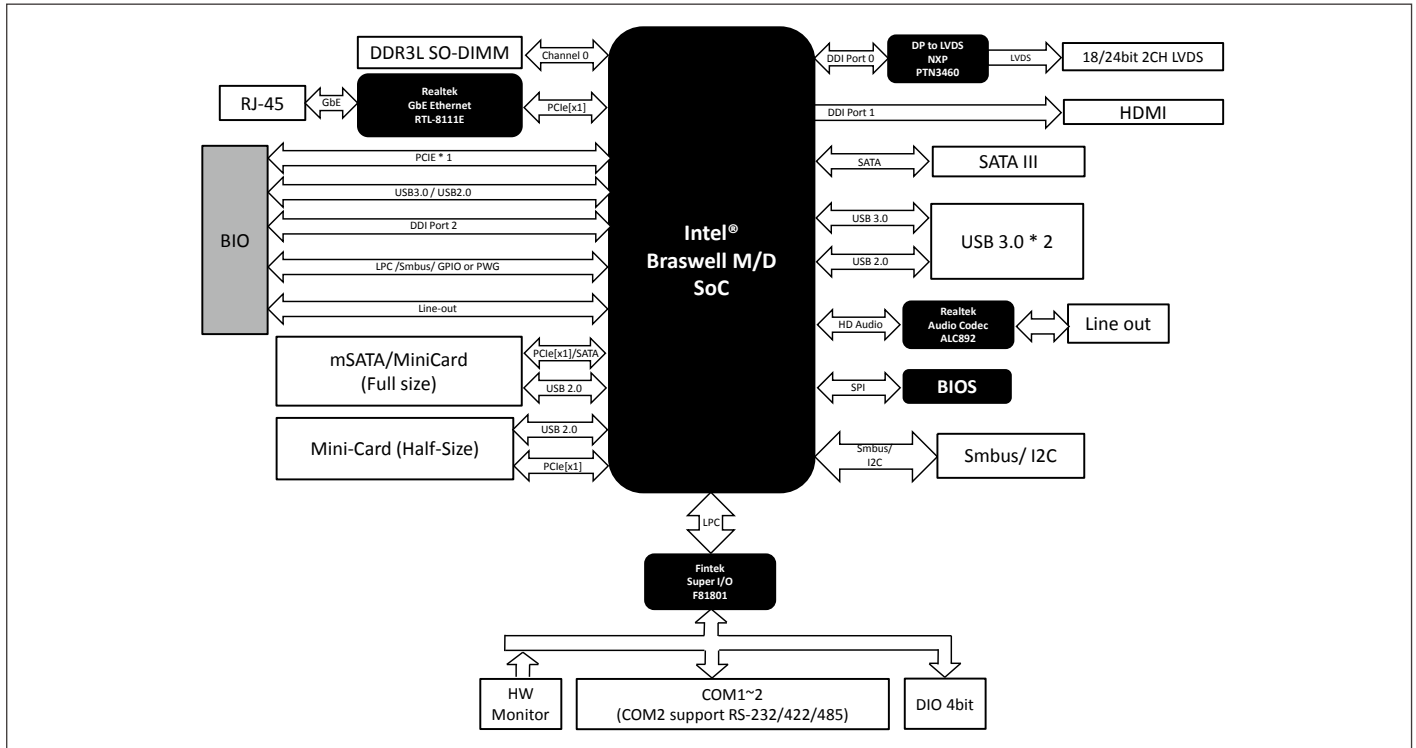 DDR3L SO-DIMM
Channel 0
RJ-45
GbE
Realtek
GbE Ethernet
RTL-8111E
PCIe[x1]
BIO
PCIE * 1
USB3.0 / USB2.0
DDI Port 2
LPC /Smbus/ GPIO or PWG
Line-out
mSATA/MiniCard
(Full size)
PCIe[x1]/SATA
USB 2.0
Mini-Card (Half-Size)
USB 2.0
PCIe[x1]
Intel®
Braswell M/D
SoC
DDI Port 0
DP to LVDS
NXP
PTN3460
LVDS
18/24bit 2CH LVDS
DDI Port 1
HDMI
SATA
SATA III
USB 3.0
USB 2.0
USB 3.0 * 2
HD Audio
Realtek
Audio Codec
ALC892
Line out
SPI
BIOS
Smbus/
I2C
Smbus/ I2C
LPC
Fintek
Super I/O
F81801
HW
Monitor
COM1~2
(COM2 support RS-232/422/485)
DIO 4bit